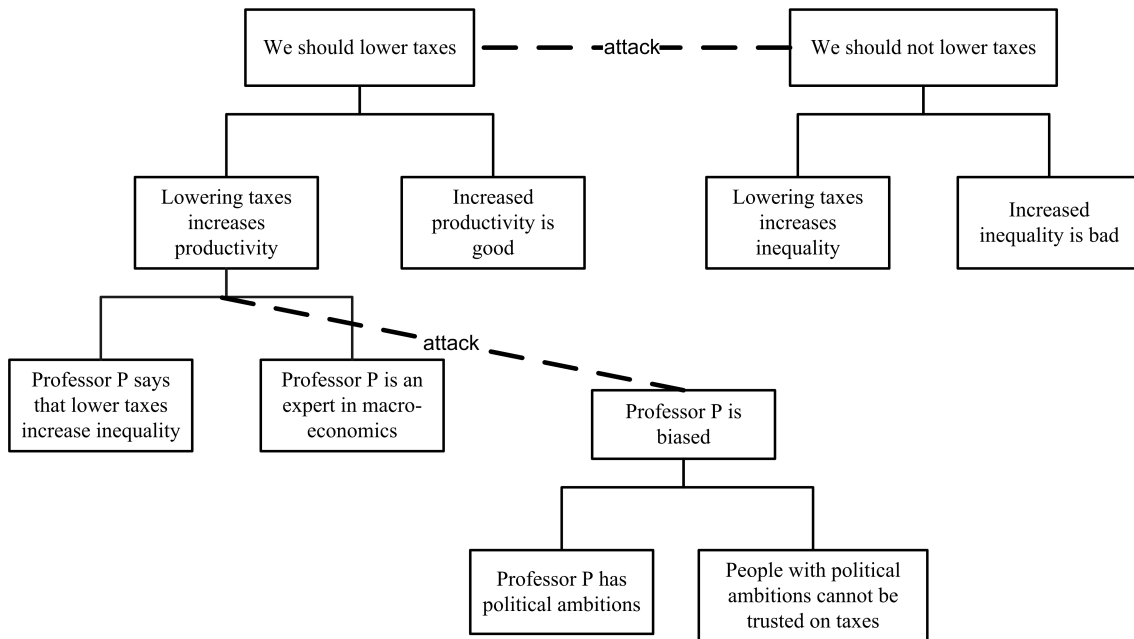 We should lower taxes
attack
We should not lower taxes
Lowering taxes
increases
productivity
Increased
productivity is
good
Lowering taxes
increases
inequality
Increased
inequality is bad
attack
Professor P says
that lower taxes
increase inequality
Professor P is an
expert in macro-
economics
Professor P is
biased
Professor P has
political ambitions
People with political
ambitions cannot be
trusted on taxes